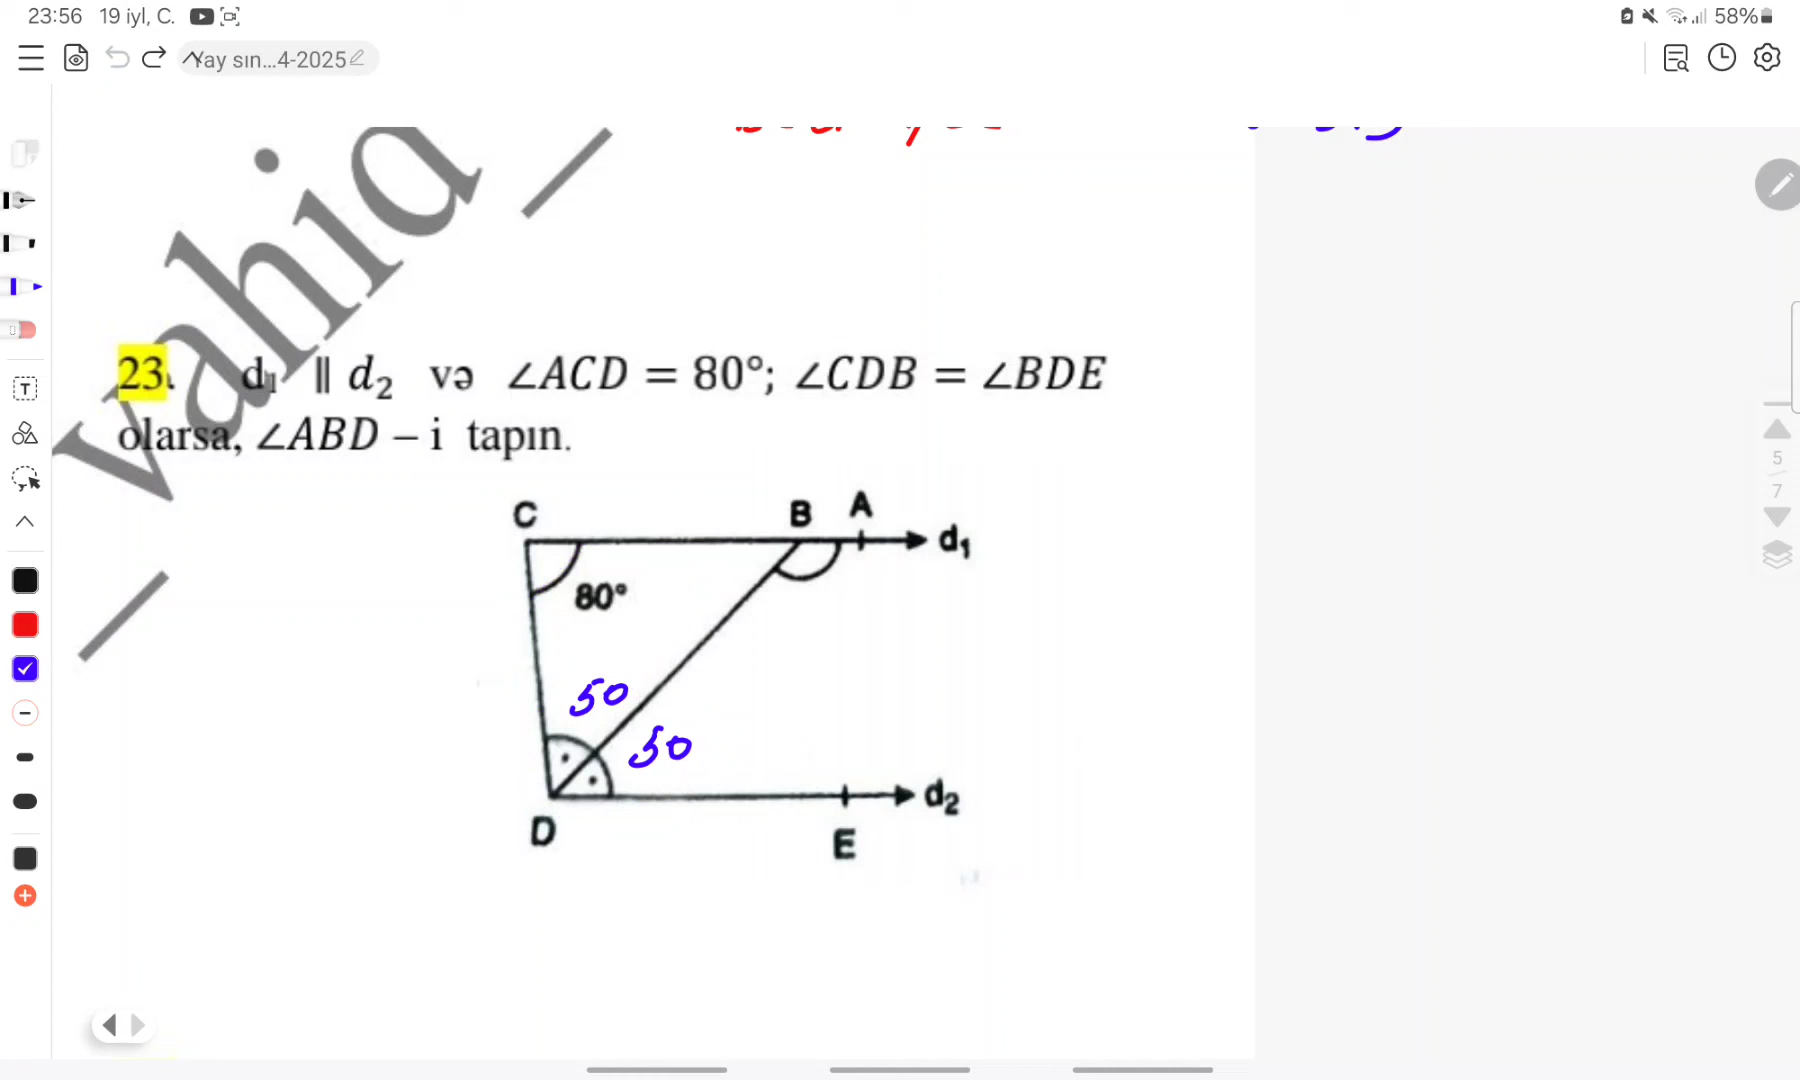 23:56 19 iyl, C.
58%
Yay sın...4-2025
vahid_
23. d₁ ∥ d₂ və ∠ACD = 80°; ∠CDB = ∠BDE
olarsa, ∠ABD – i tapın.
C B A
d₁
80°
50
50
d₂
D E
5
7
T